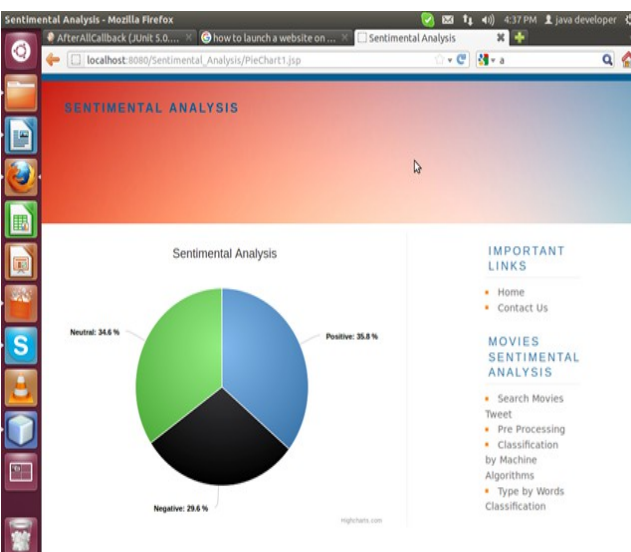 Sentimental Analysis - Mozilla Firefox
4:37 PM java developer
AfterAllCallback (JUnit 5.0....
how to launch a website on ...
Sentimental Analysis
localhost:8080/Sentimental_Analysis/PieChart1.jsp
a
SENTIMENTAL ANALYSIS
Sentimental Analysis
Neutral: 34.6 %
Positive: 35.8 %
Negative: 29.6 %
Highcharts.com
IMPORTANT
LINKS
Home
Contact Us
MOVIES
SENTIMENTAL
ANALYSIS
Search Movies
Tweet
Pre Processing
Classification
by Machine
Algorithms
Type by Words
Classification